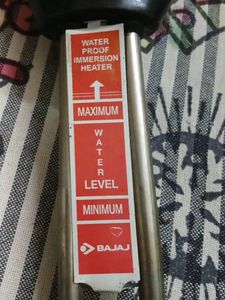 WATER
PROOF
IMMERSION
HEATER
MAXIMUM
WATER
LEVEL
MINIMUM
BAJAJ